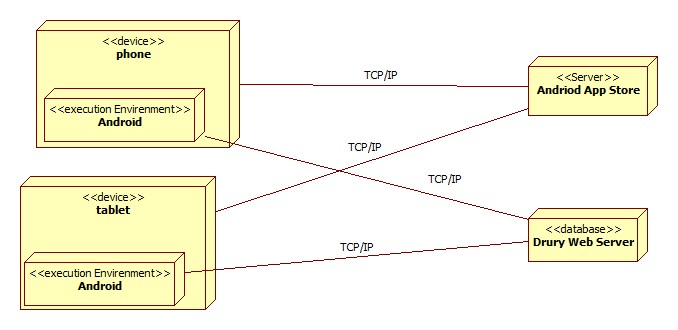 <<device>>
phone
<<execution Envirenment>>
Android
TCP/IP
<<Server>>
Andriod App Store
TCP/IP
TCP/IP
<<device>>
tablet
<<execution Envirenment>>
Android
TCP/IP
<<database>>
Drury Web Server